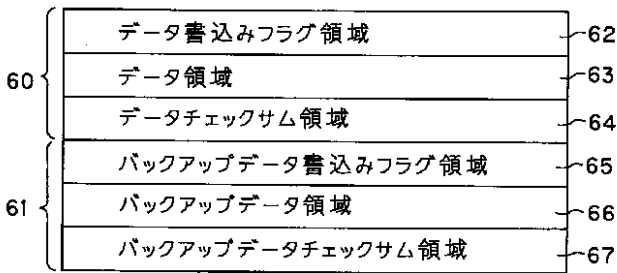 データ書込みフラグ領域 62
60 データ領域 63
データチェックサム領域 64
バックアップデータ書込みフラグ領域 65
61 バックアップデータ領域 66
バックアップデータチェックサム領域 67